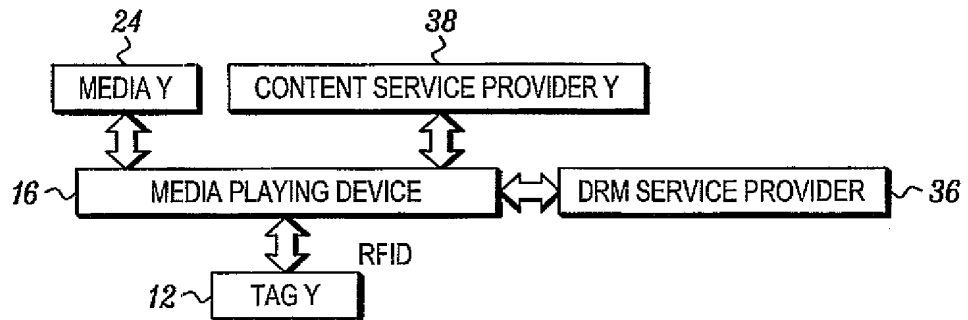 24
38
MEDIA Y
CONTENT SERVICE PROVIDER Y
16
MEDIA PLAYING DEVICE
DRM SERVICE PROVIDER
36
RFID
12
TAG Y